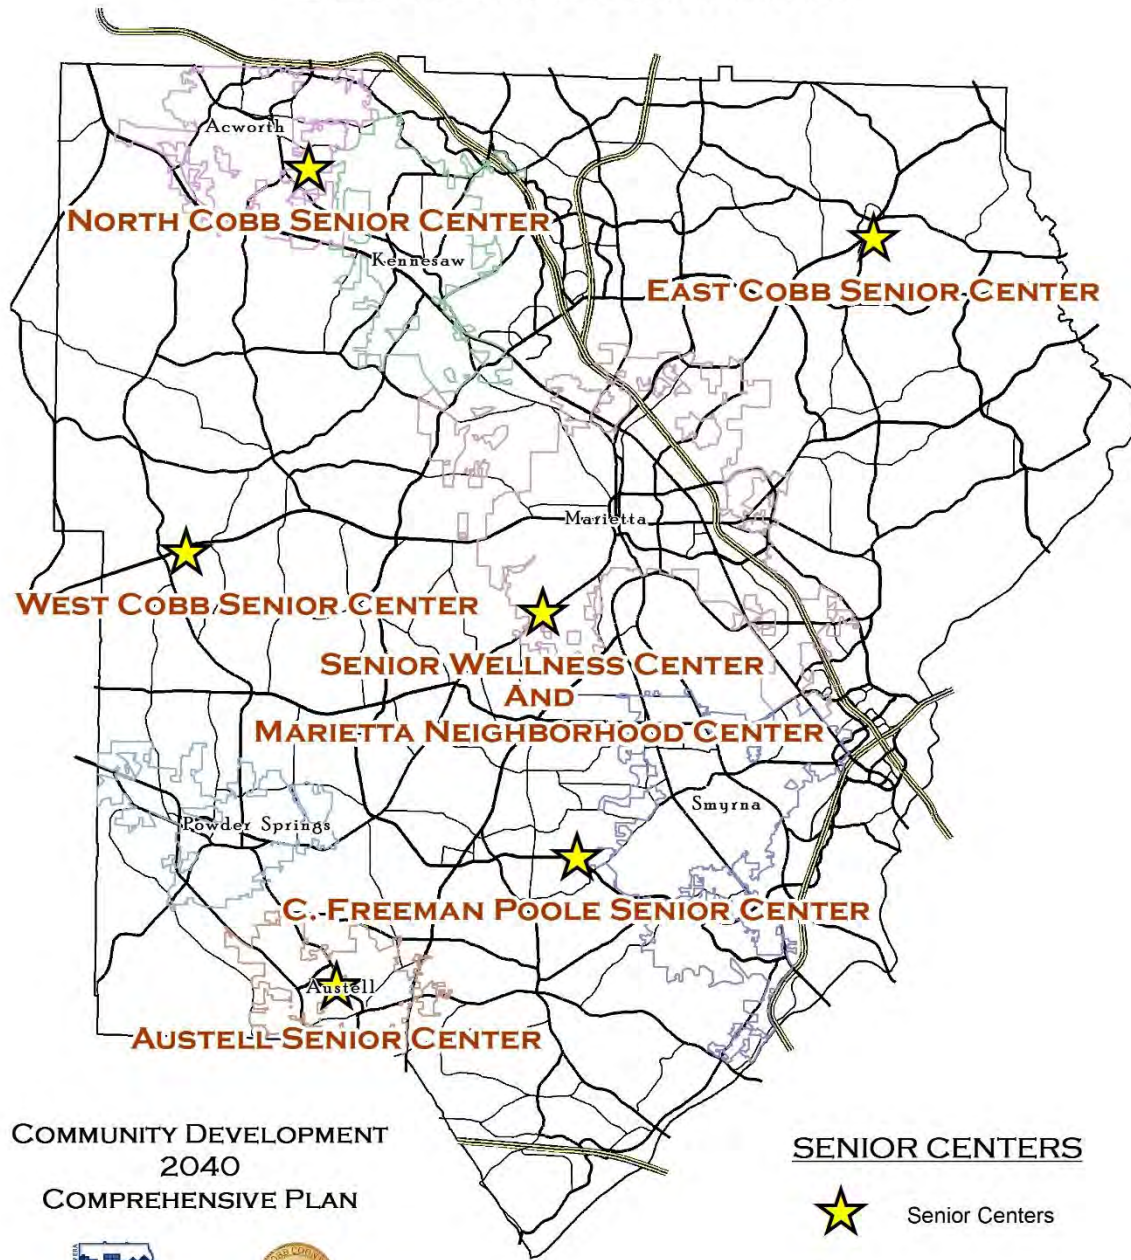 Acworth
NORTH COBB SENIOR CENTER
Kennesaw
EAST COBB SENIOR CENTER
Marietta
WEST COBB SENIOR CENTER
SENIOR WELLNESS CENTER
AND
MARIETTA NEIGHBORHOOD CENTER
Smyrna
Powder Springs
C. FREEMAN POOLE SENIOR CENTER
Austell
AUSTELL SENIOR CENTER
COMMUNITY DEVELOPMENT
2040
COMPREHENSIVE PLAN
SENIOR CENTERS
Senior Centers